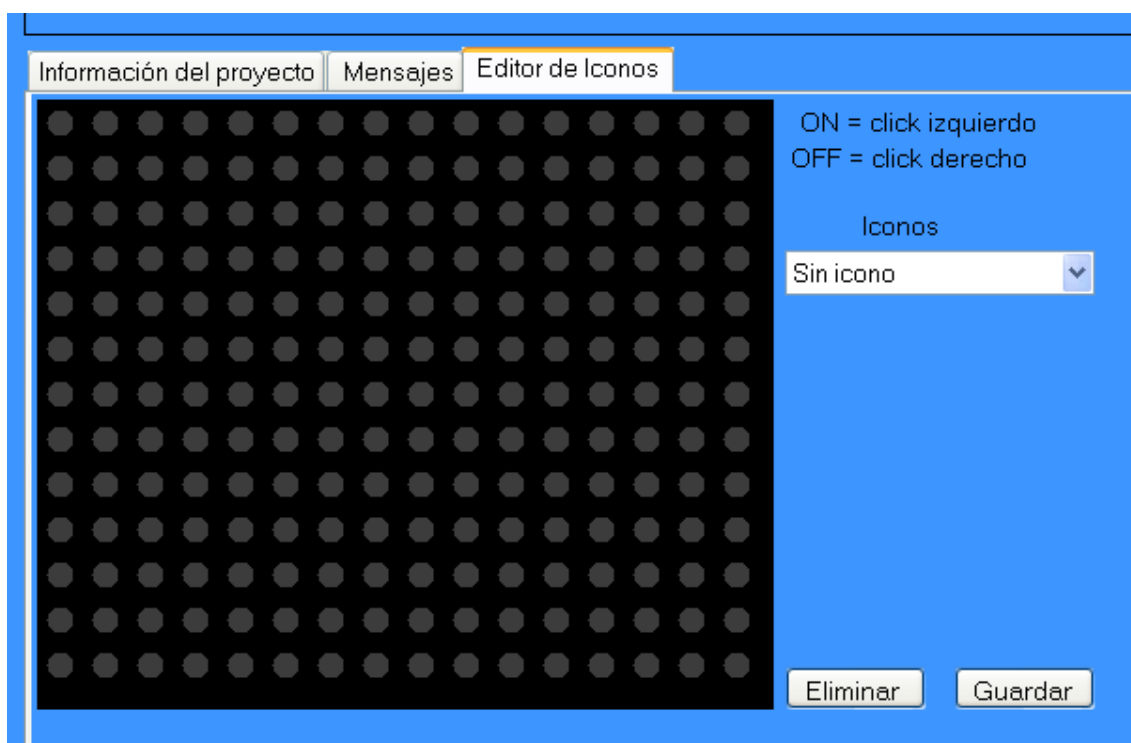 Información del proyecto Mensajes Editor de Iconos
ON = click izquierdo
OFF = click derecho
Iconos
Sin icono
Eliminar Guardar